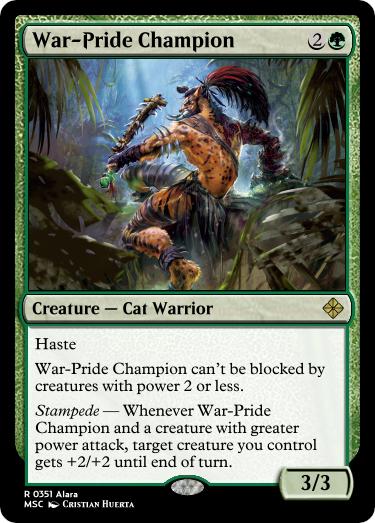 War-Pride Champion 2
Creature — Cat Warrior
Haste
War-Pride Champion can't be blocked by
creatures with power 2 or less.
Stampede — Whenever War-Pride
Champion and a creature with greater
power attack, target creature you control
gets +2/+2 until end of turn.
3/3
R 0351 Alara
MSC Cristian Huerta